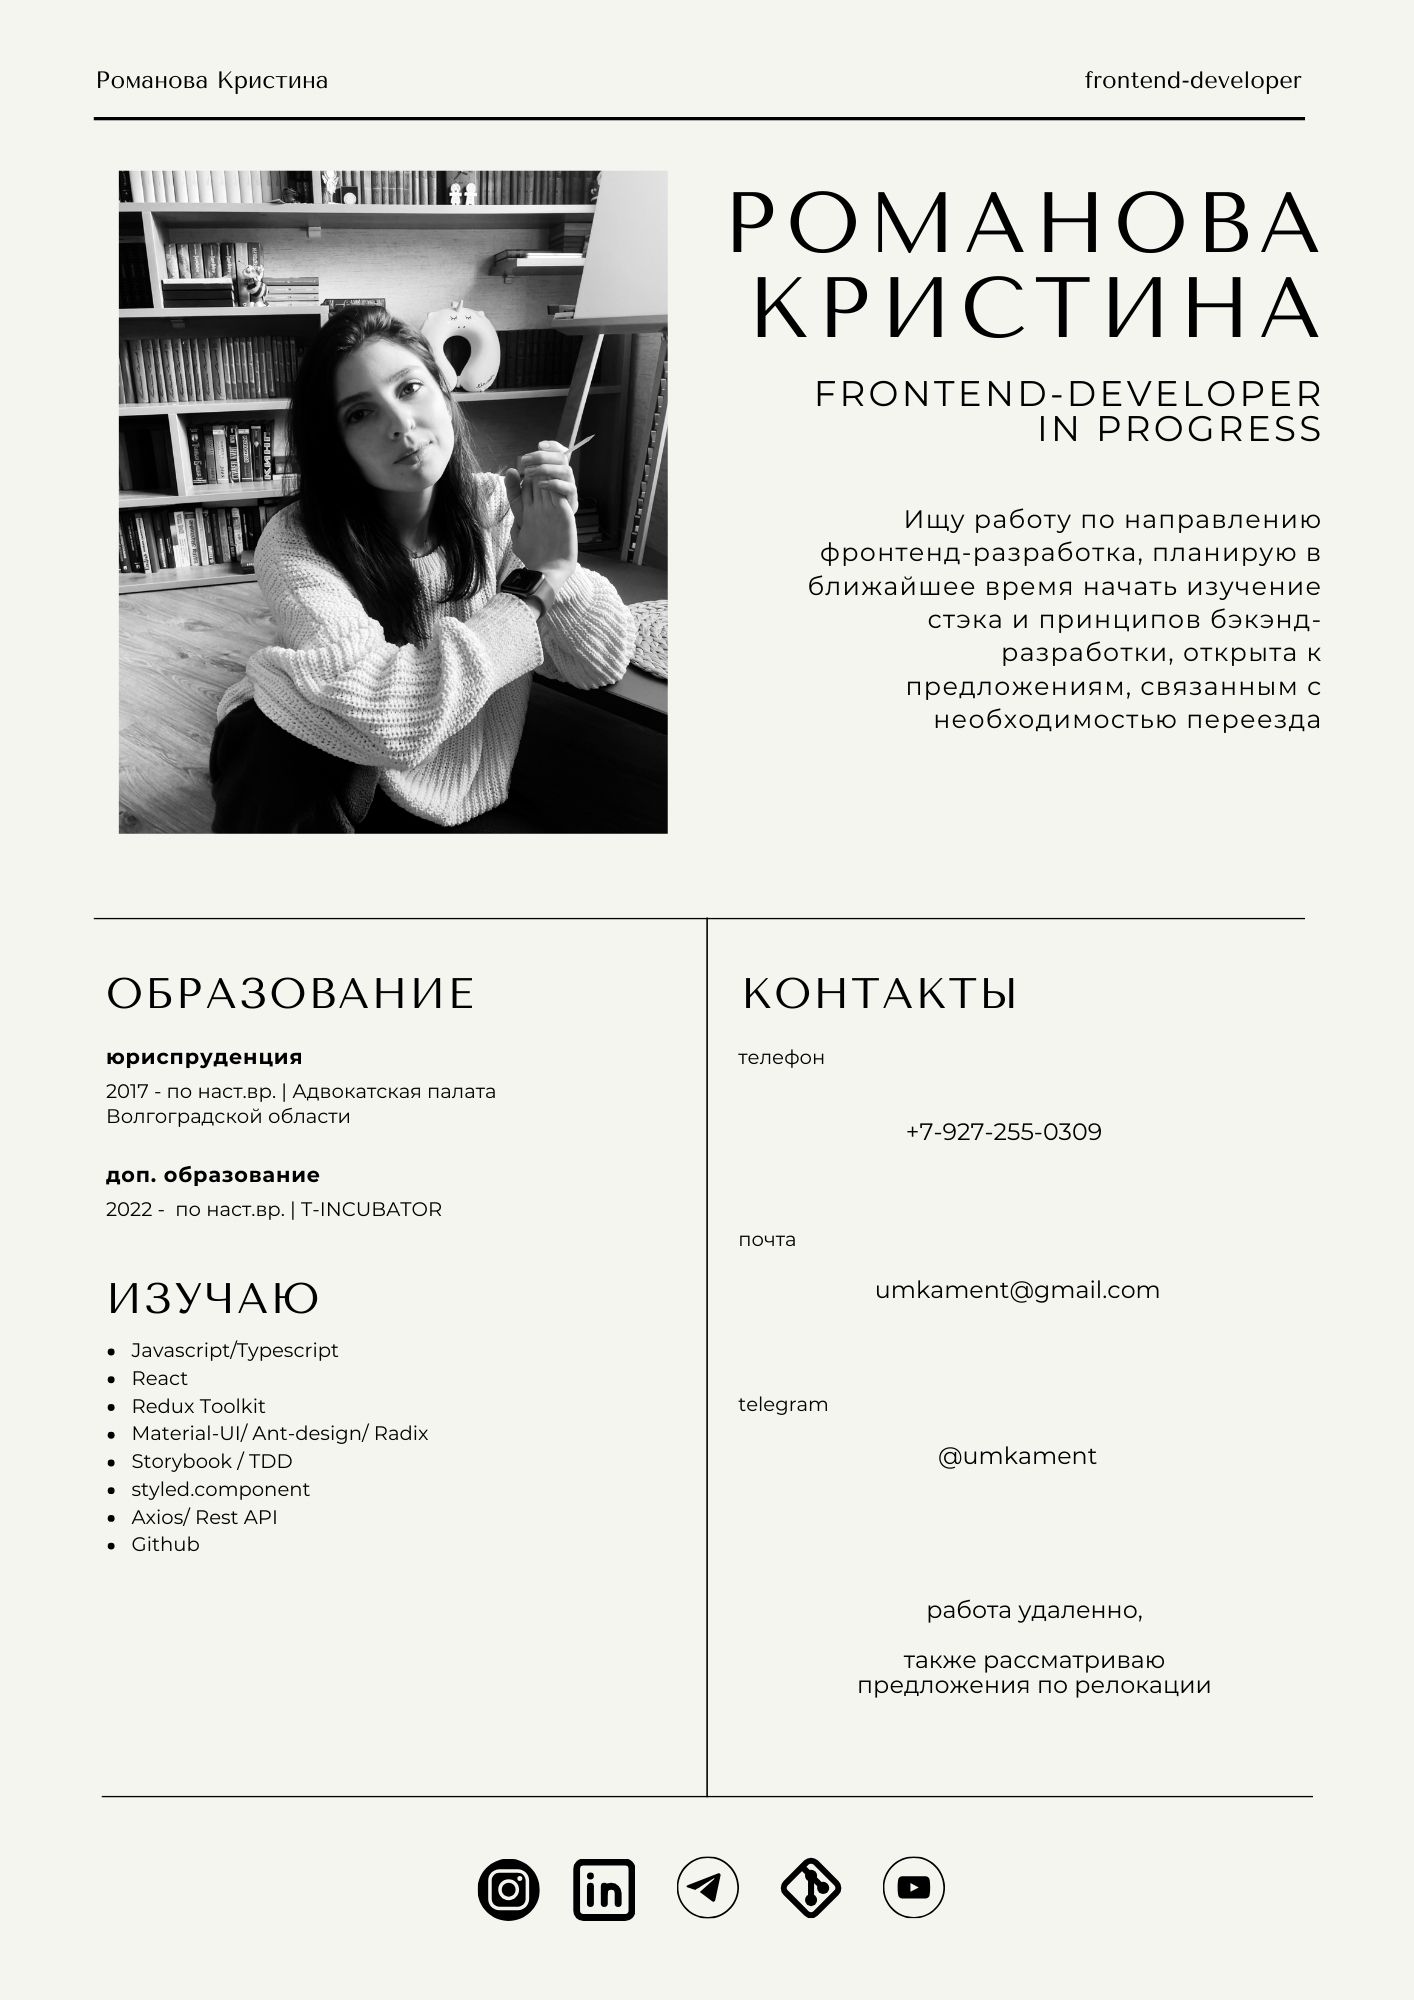 Романова Кристина
frontend-developer
РОМАНОВА
КРИСТИНА
FRONTEND-DEVELOPER
IN PROGRESS
Ищу работу по направлению
фронтенд-разработка, планирую в
ближайшее время начать изучение
стэка и принципов бэкэнд-
разработки, открыта к
предложениям, связанным с
необходимостью переезда
ОБРАЗОВАНИЕ
юриспруденция
2017 - по наст.вр. | Адвокатская палата
Волгоградской области
доп. образование
2022 - по наст.вр. | T-INCUBATOR
ИЗУЧАЮ
• Javascript/Typescript
• React
• Redux Toolkit
• Material-UI/ Ant-design/ Radix
• Storybook / TDD
• styled.component
• Axios/ Rest API
• Github
КОНТАКТЫ
телефон
+7-927-255-0309
почта
umkament@gmail.com
telegram
@umkament
работа удаленно,
также рассматриваю
предложения по релокации
in